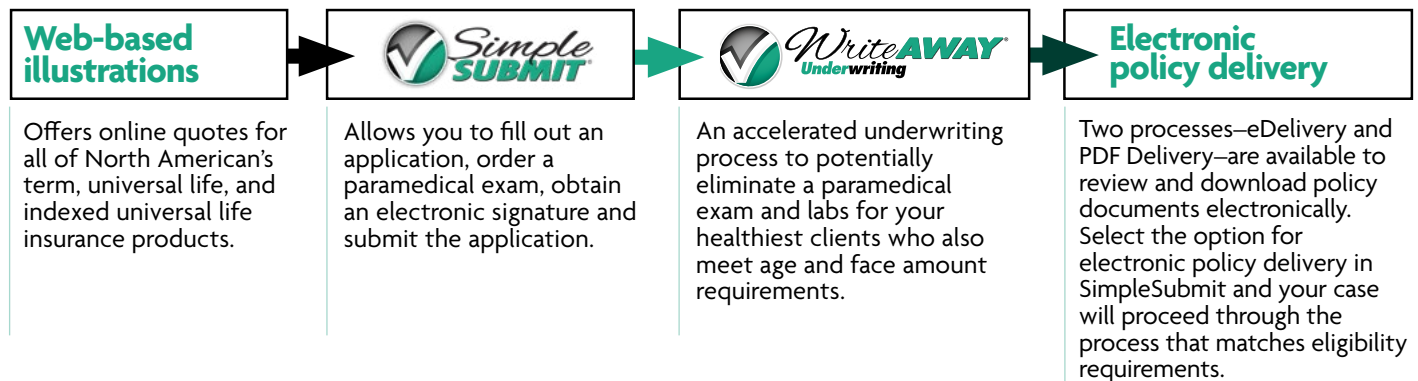 Web-based
illustrations
Offers online quotes for
all of North American’s
term, universal life, and
indexed universal life
insurance products.
Simple
SUBMIT®
Allows you to fill out an
application, order a
paramedical exam, obtain
an electronic signature and
submit the application.
WriteAWAY®
Underwriting
An accelerated underwriting
process to potentially
eliminate a paramedical
exam and labs for your
healthiest clients who also
meet age and face amount
requirements.
Electronic
policy delivery
Two processes–eDelivery and
PDF Delivery–are available to
review and download policy
documents electronically.
Select the option for
electronic policy delivery in
SimpleSubmit and your case
will proceed through the
process that matches eligibility
requirements.